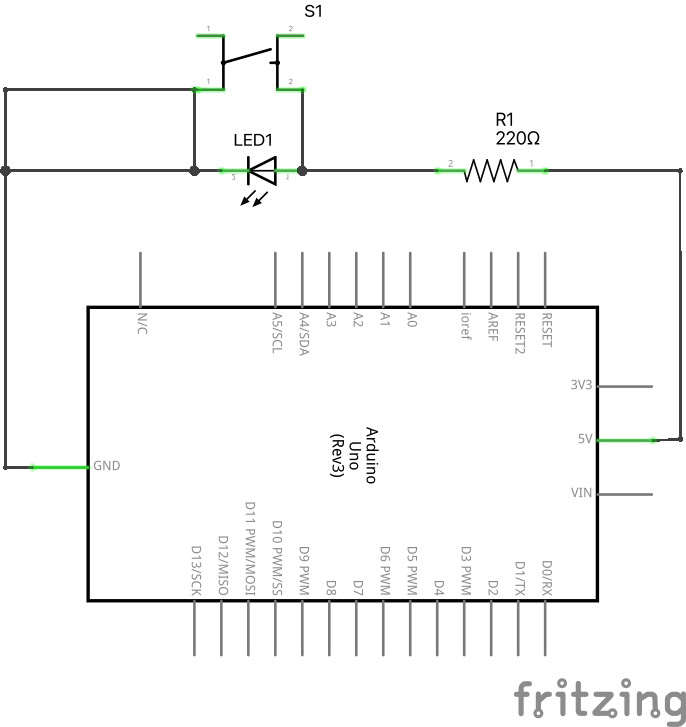 S1
1
2
1
2
LED1
2
1
R1
220Ω
2
1
N/C
A5/SCL
A4/SDA
A3
A2
A1
A0
ioref
AREF
RESET2
RESET
3V3
5V
VIN
GND
Arduino
Uno
(Rev3)
D13/SCK
D12/MISO
D11 PWM/MOSI
D10 PWM/SS
D9 PWM
D8
D7
D6 PWM
D5 PWM
D4
D3 PWM
D2
D1/TX
D0/RX
fritzing